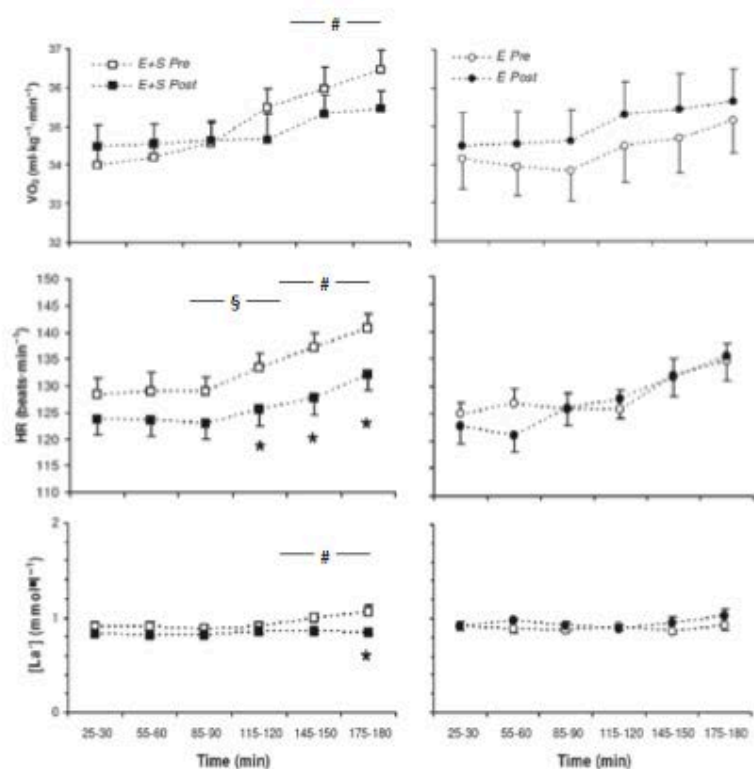 #
37
36
35
34
33
32
VO₂ (ml·kg⁻¹·min⁻¹)
E+S Pre
E+S Post
E Pre
E Post
150
145
140
135
130
125
120
115
110
HR (beats·min⁻¹)
§
#
★
★
★
2
1
0
[La⁻] (mmol■l⁻¹)
#
★
25-30 55-60 85-90 115-120 145-150 175-180
Time (min)
25-30 55-60 85-90 115-120 145-150 175-180
Time (min)